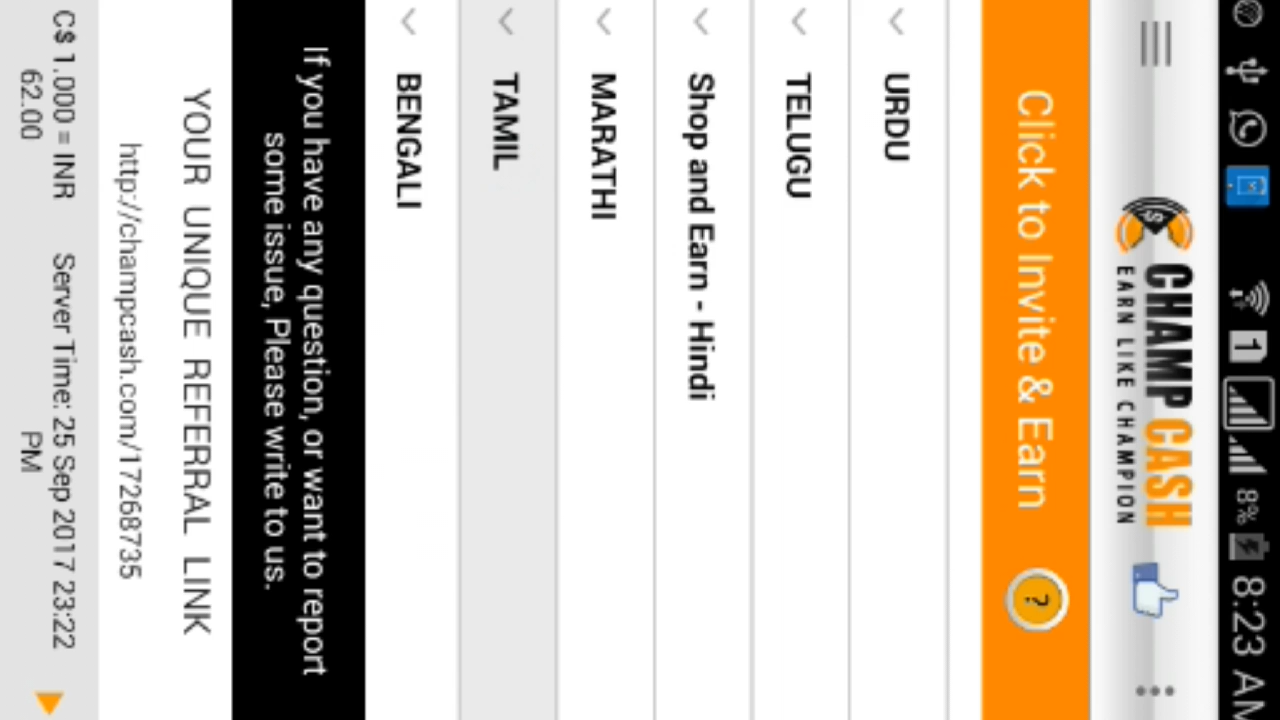 1
8%
8:23 AM
CHAMP CASH
EARN LIKE CHAMPION
Click to Invite & Earn
?
URDU
TELUGU
Shop and Earn - Hindi
MARATHI
TAMIL
BENGALI
If you have any question, or want to report
some issue, Please write to us.
YOUR UNIQUE REFERRAL LINK
http://champcash.com/17268735
C$ 1.000 = INR
62.00
Server Time: 25 Sep 2017 23:22
PM